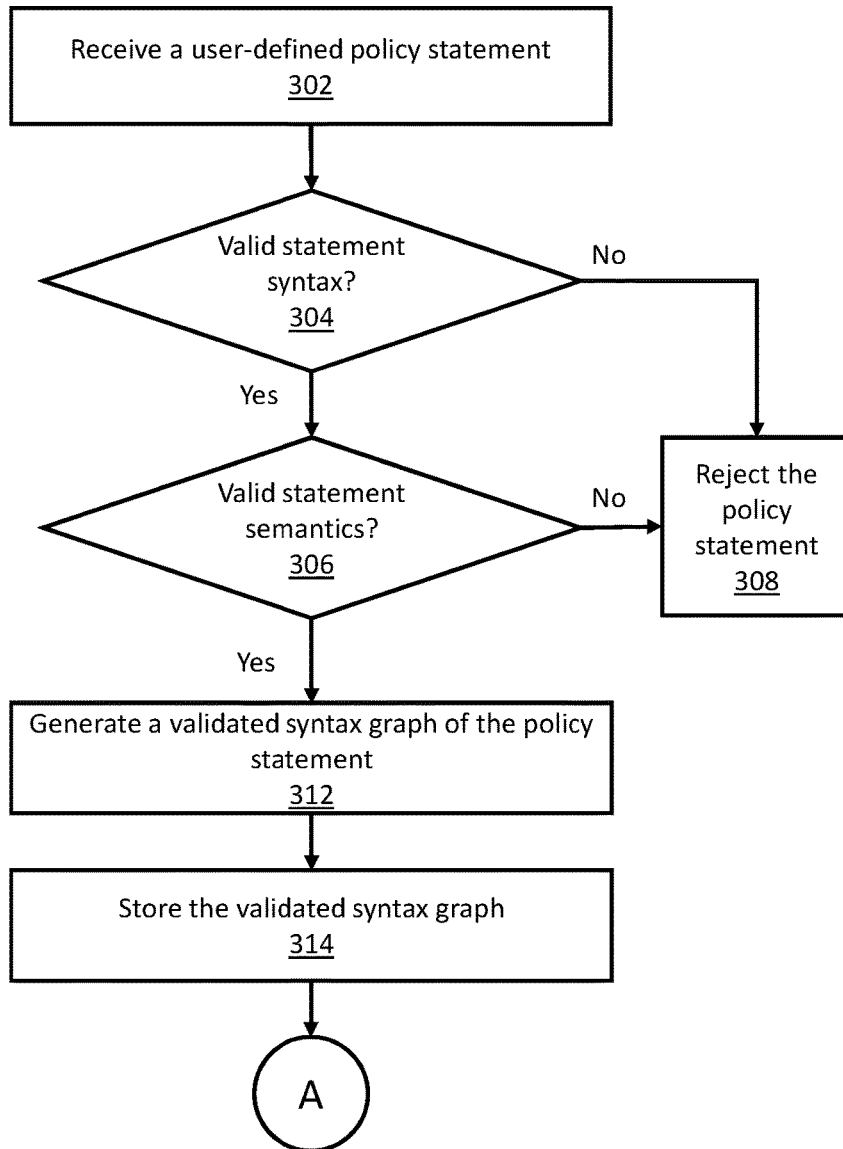 Receive a user-defined policy statement
302
Valid statement
syntax?
304
No
Yes
Valid statement
semantics?
306
No
Reject the
policy
statement
308
Yes
Generate a validated syntax graph of the policy
statement
312
Store the validated syntax graph
314
A